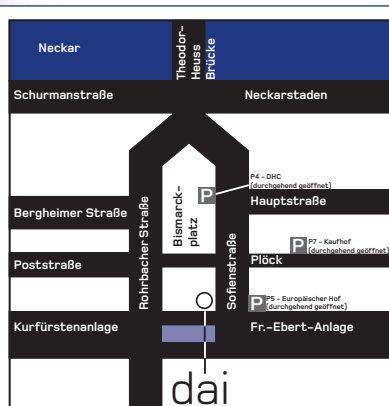 Neckar
Theodor-
Heuss
Brücke
Schurmanstraße
Neckarstaden
P4 - DHC
(durchgehend geöffnet)
P
Hauptstraße
Bergheimer Straße
Rohrbacher Straße
Bismarck-
platz
Sofienstraße
P P7 - Kaufhof
(durchgehend geöffnet)
Poststraße
Plöck
P P5 - Europäischer Hof
(durchgehend geöffnet)
Kurfürstenanlage
Fr.-Ebert-Anlage
dai